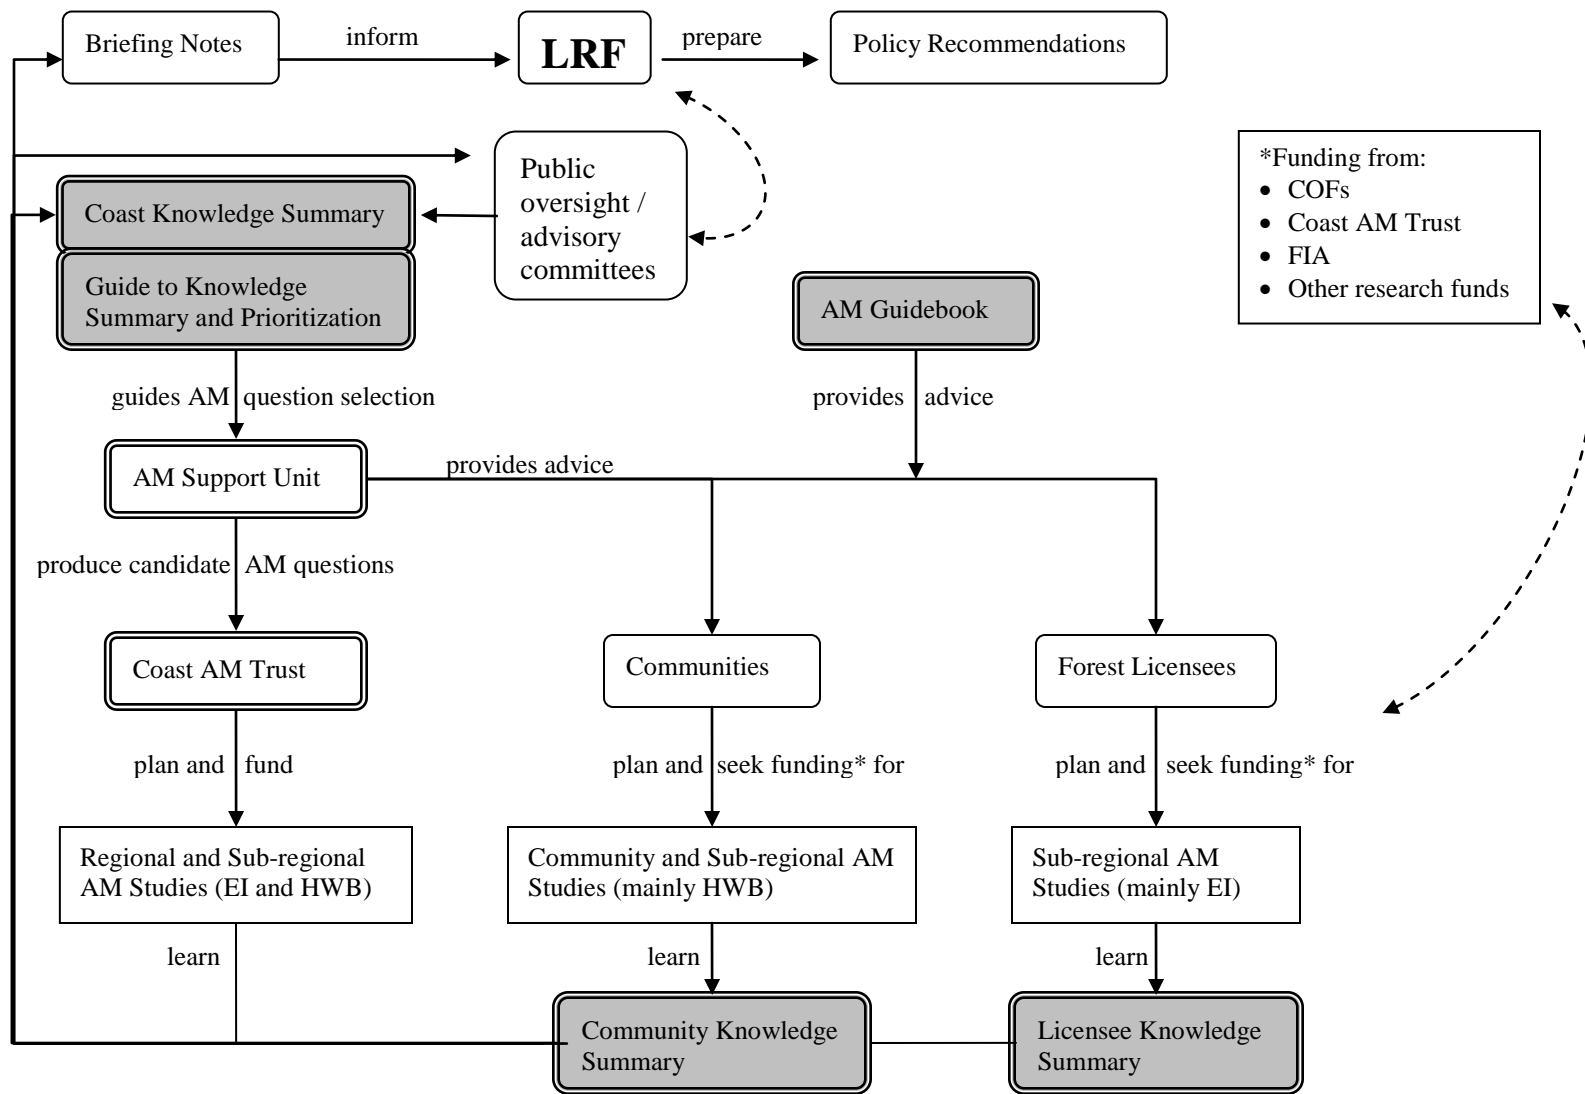 Briefing Notes
inform
LRF
prepare
Policy Recommendations
Public
oversight /
advisory
committees
*Funding from:
• COFs
• Coast AM Trust
• FIA
• Other research funds
Coast Knowledge Summary
Guide to Knowledge
Summary and Prioritization
AM Guidebook
guides AM question selection
provides advice
AM Support Unit
provides advice
produce candidate AM questions
Coast AM Trust
Communities
Forest Licensees
plan and fund
plan and seek funding* for
plan and seek funding* for
Regional and Sub-regional
AM Studies (EI and HWB)
Community and Sub-regional AM
Studies (mainly HWB)
Sub-regional AM
Studies (mainly EI)
learn
learn
learn
Community Knowledge
Summary
Licensee Knowledge
Summary